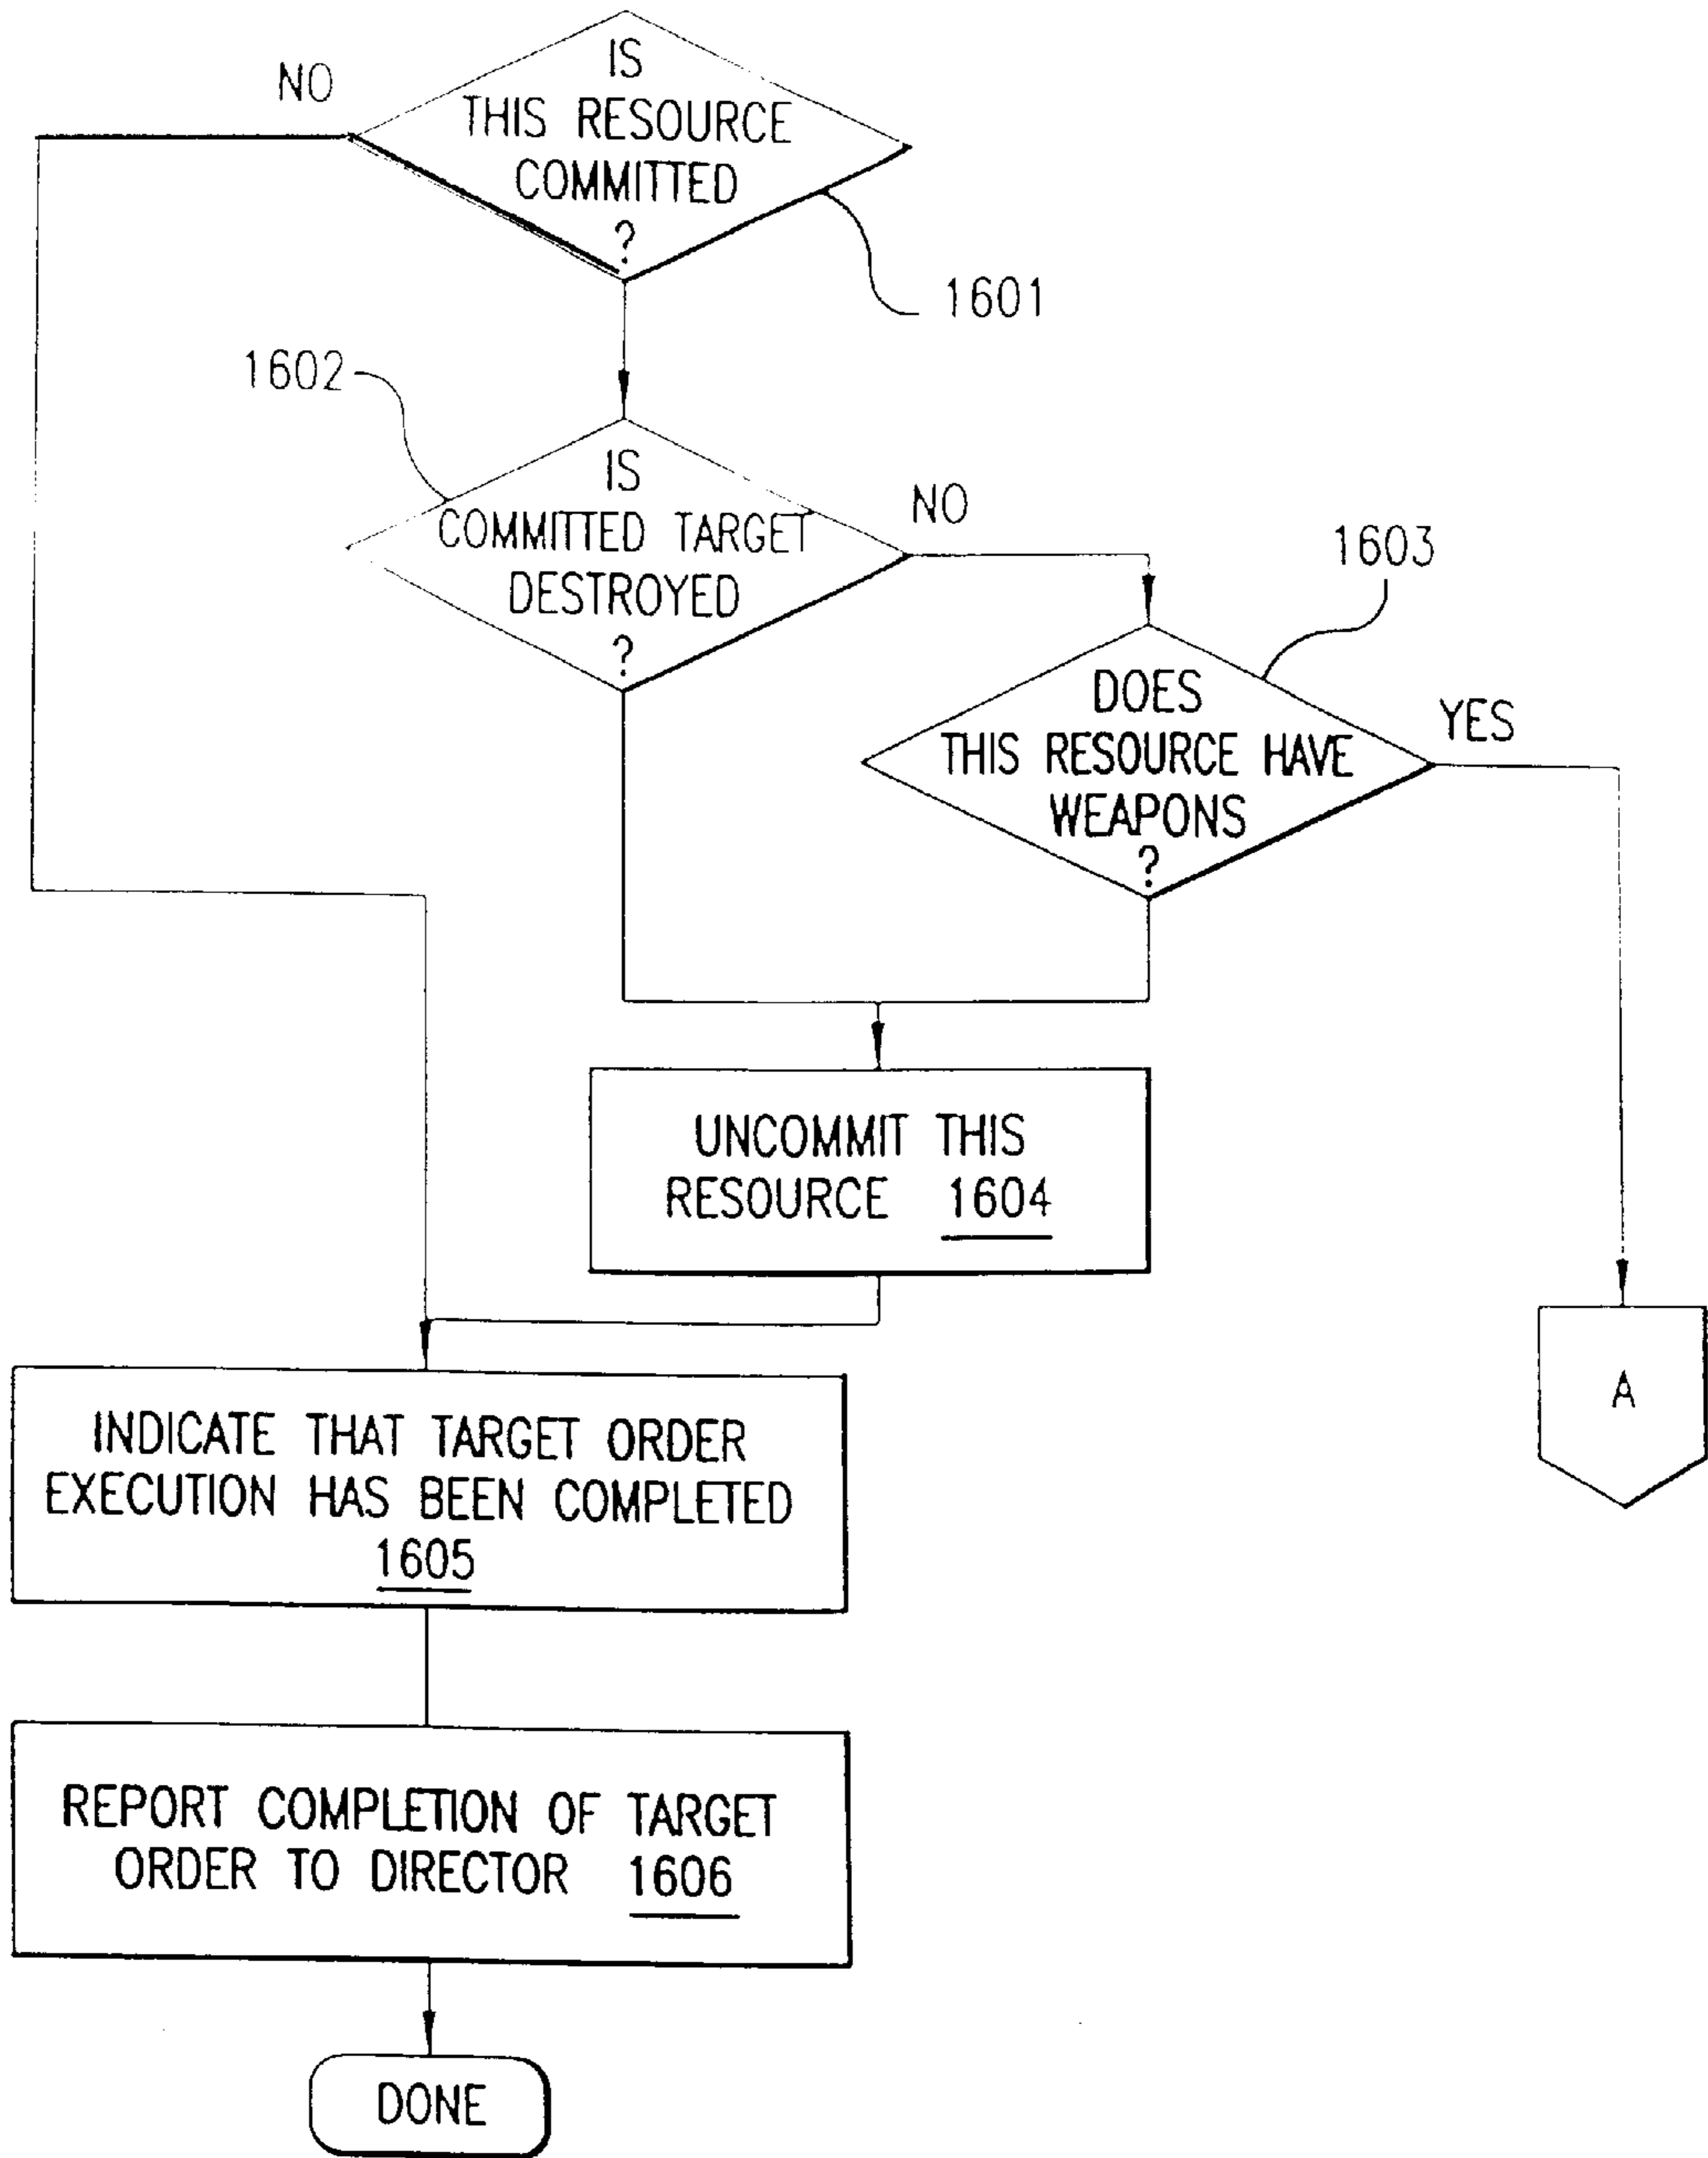 IS
THIS RESOURCE
COMMITTED
?
NO
1601
1602
IS
COMMITTED TARGET
DESTROYED
?
NO
1603
DOES
THIS RESOURCE HAVE
WEAPONS
?
YES
UNCOMMIT THIS
RESOURCE 1604
A
INDICATE THAT TARGET ORDER
EXECUTION HAS BEEN COMPLETED
1605
REPORT COMPLETION OF TARGET
ORDER TO DIRECTOR 1606
DONE